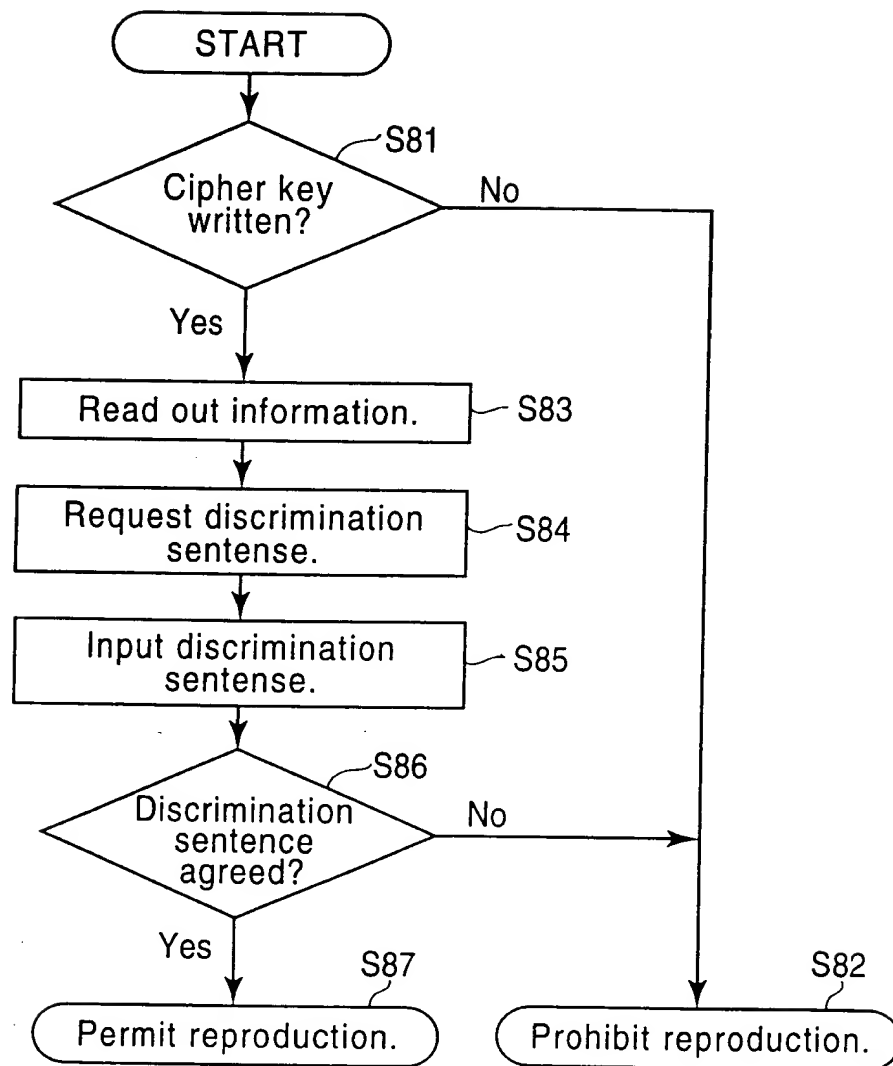 START
S81
Cipher key
written?
No
Yes
Read out information.
S83
Request discrimination
sentense.
S84
Input discrimination
sentense.
S85
S86
Discrimination
sentence
agreed?
No
Yes
S87
Permit reproduction.
S82
Prohibit reproduction.